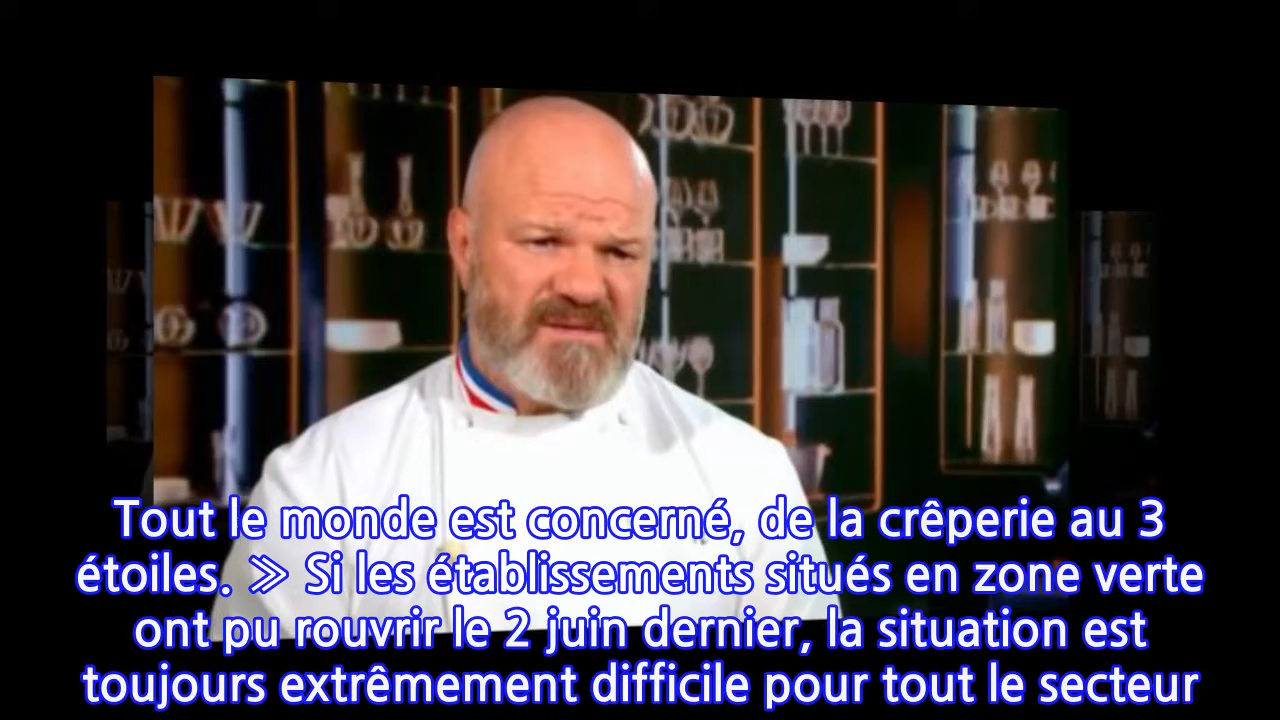 Tout le monde est concerné, de la crêperie au 3
étoiles. ≫ Si les établissements situés en zone verte
ont pu rouvrir le 2 juin dernier, la situation est
toujours extrêmement difficile pour tout le secteur